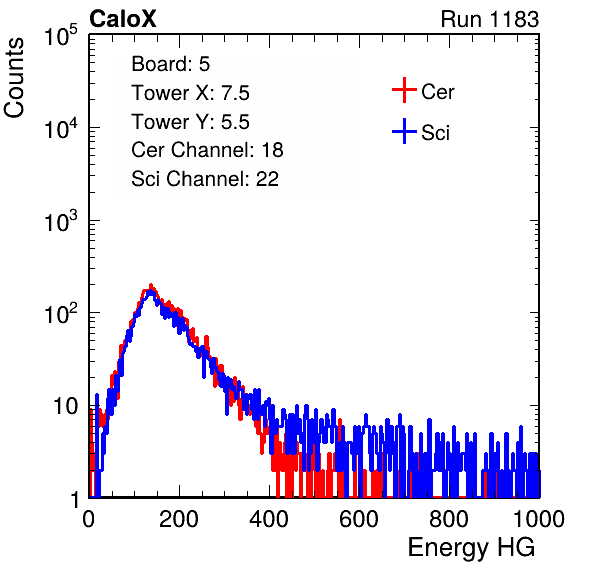 CaloX Run 1183
Counts
10^5
10^4
10^3
10^2
10
1
Board: 5
Tower X: 7.5
Tower Y: 5.5
Cer Channel: 18
Sci Channel: 22
Cer
Sci
0 200 400 600 800 1000
Energy HG